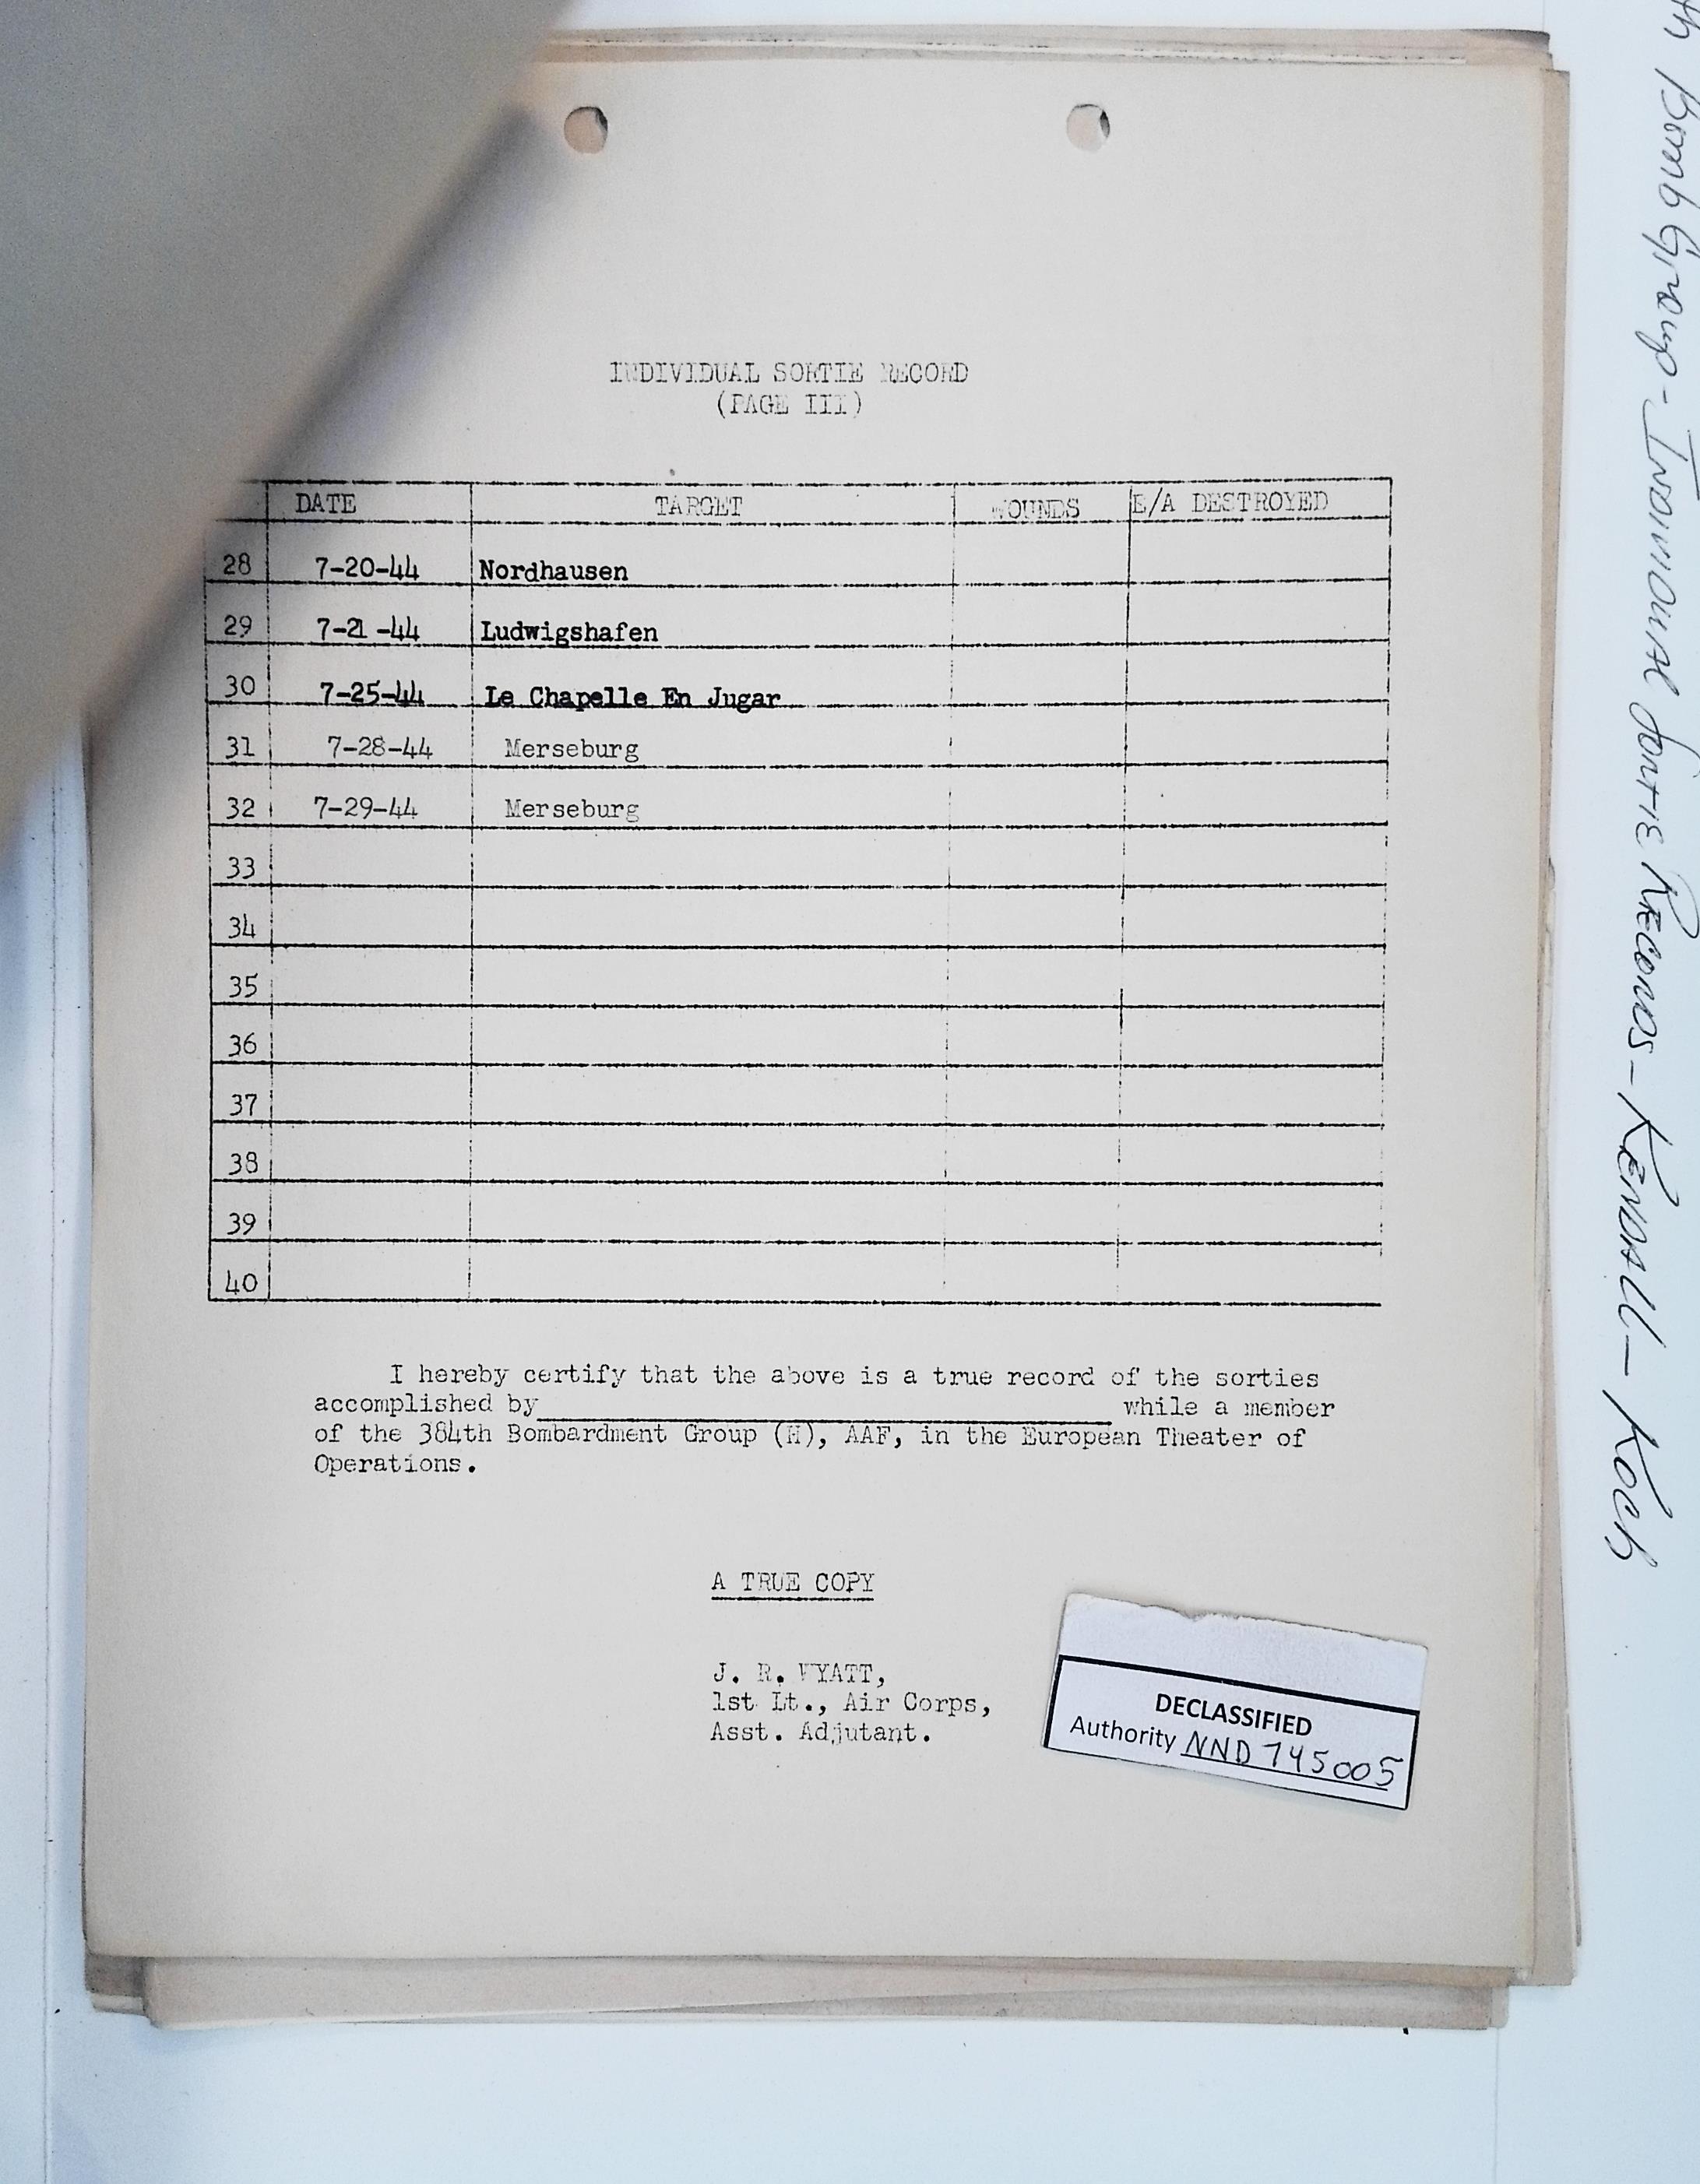 INDIVIDUAL SORTIE RECORD
(PAGE III)
DATE TARGET WOUNDS E/A DESTROYED
28 7-20-44 Nordhausen
29 7-21-44 Ludwigshafen
30 7-25-44 Le Chapelle En Jugar
31 7-28-44 Merseburg
32 7-29-44 Merseburg
33
34
35
36
37
38
39
40
I hereby certify that the above is a true record of the sorties
accomplished by____________________ while a member
of the 384th Bombardment Group (H), AAF, in the European Theater of
Operations.
A TRUE COPY
J. R. WYATT,
1st Lt., Air Corps,
Asst. Adjutant.
DECLASSIFIED
Authority NND 745005
th Bomb Group - Individual Sortie Records - Kendall - Koch